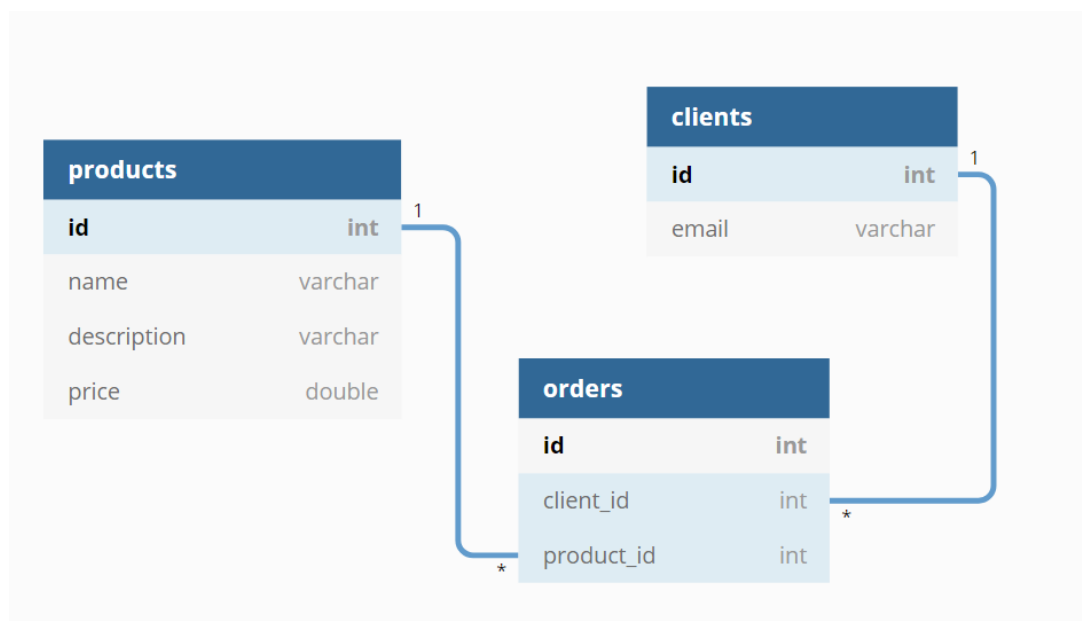 products
id int
name varchar
description varchar
price double
1
*
clients
id int
email varchar
1
*
orders
id int
client_id int
product_id int